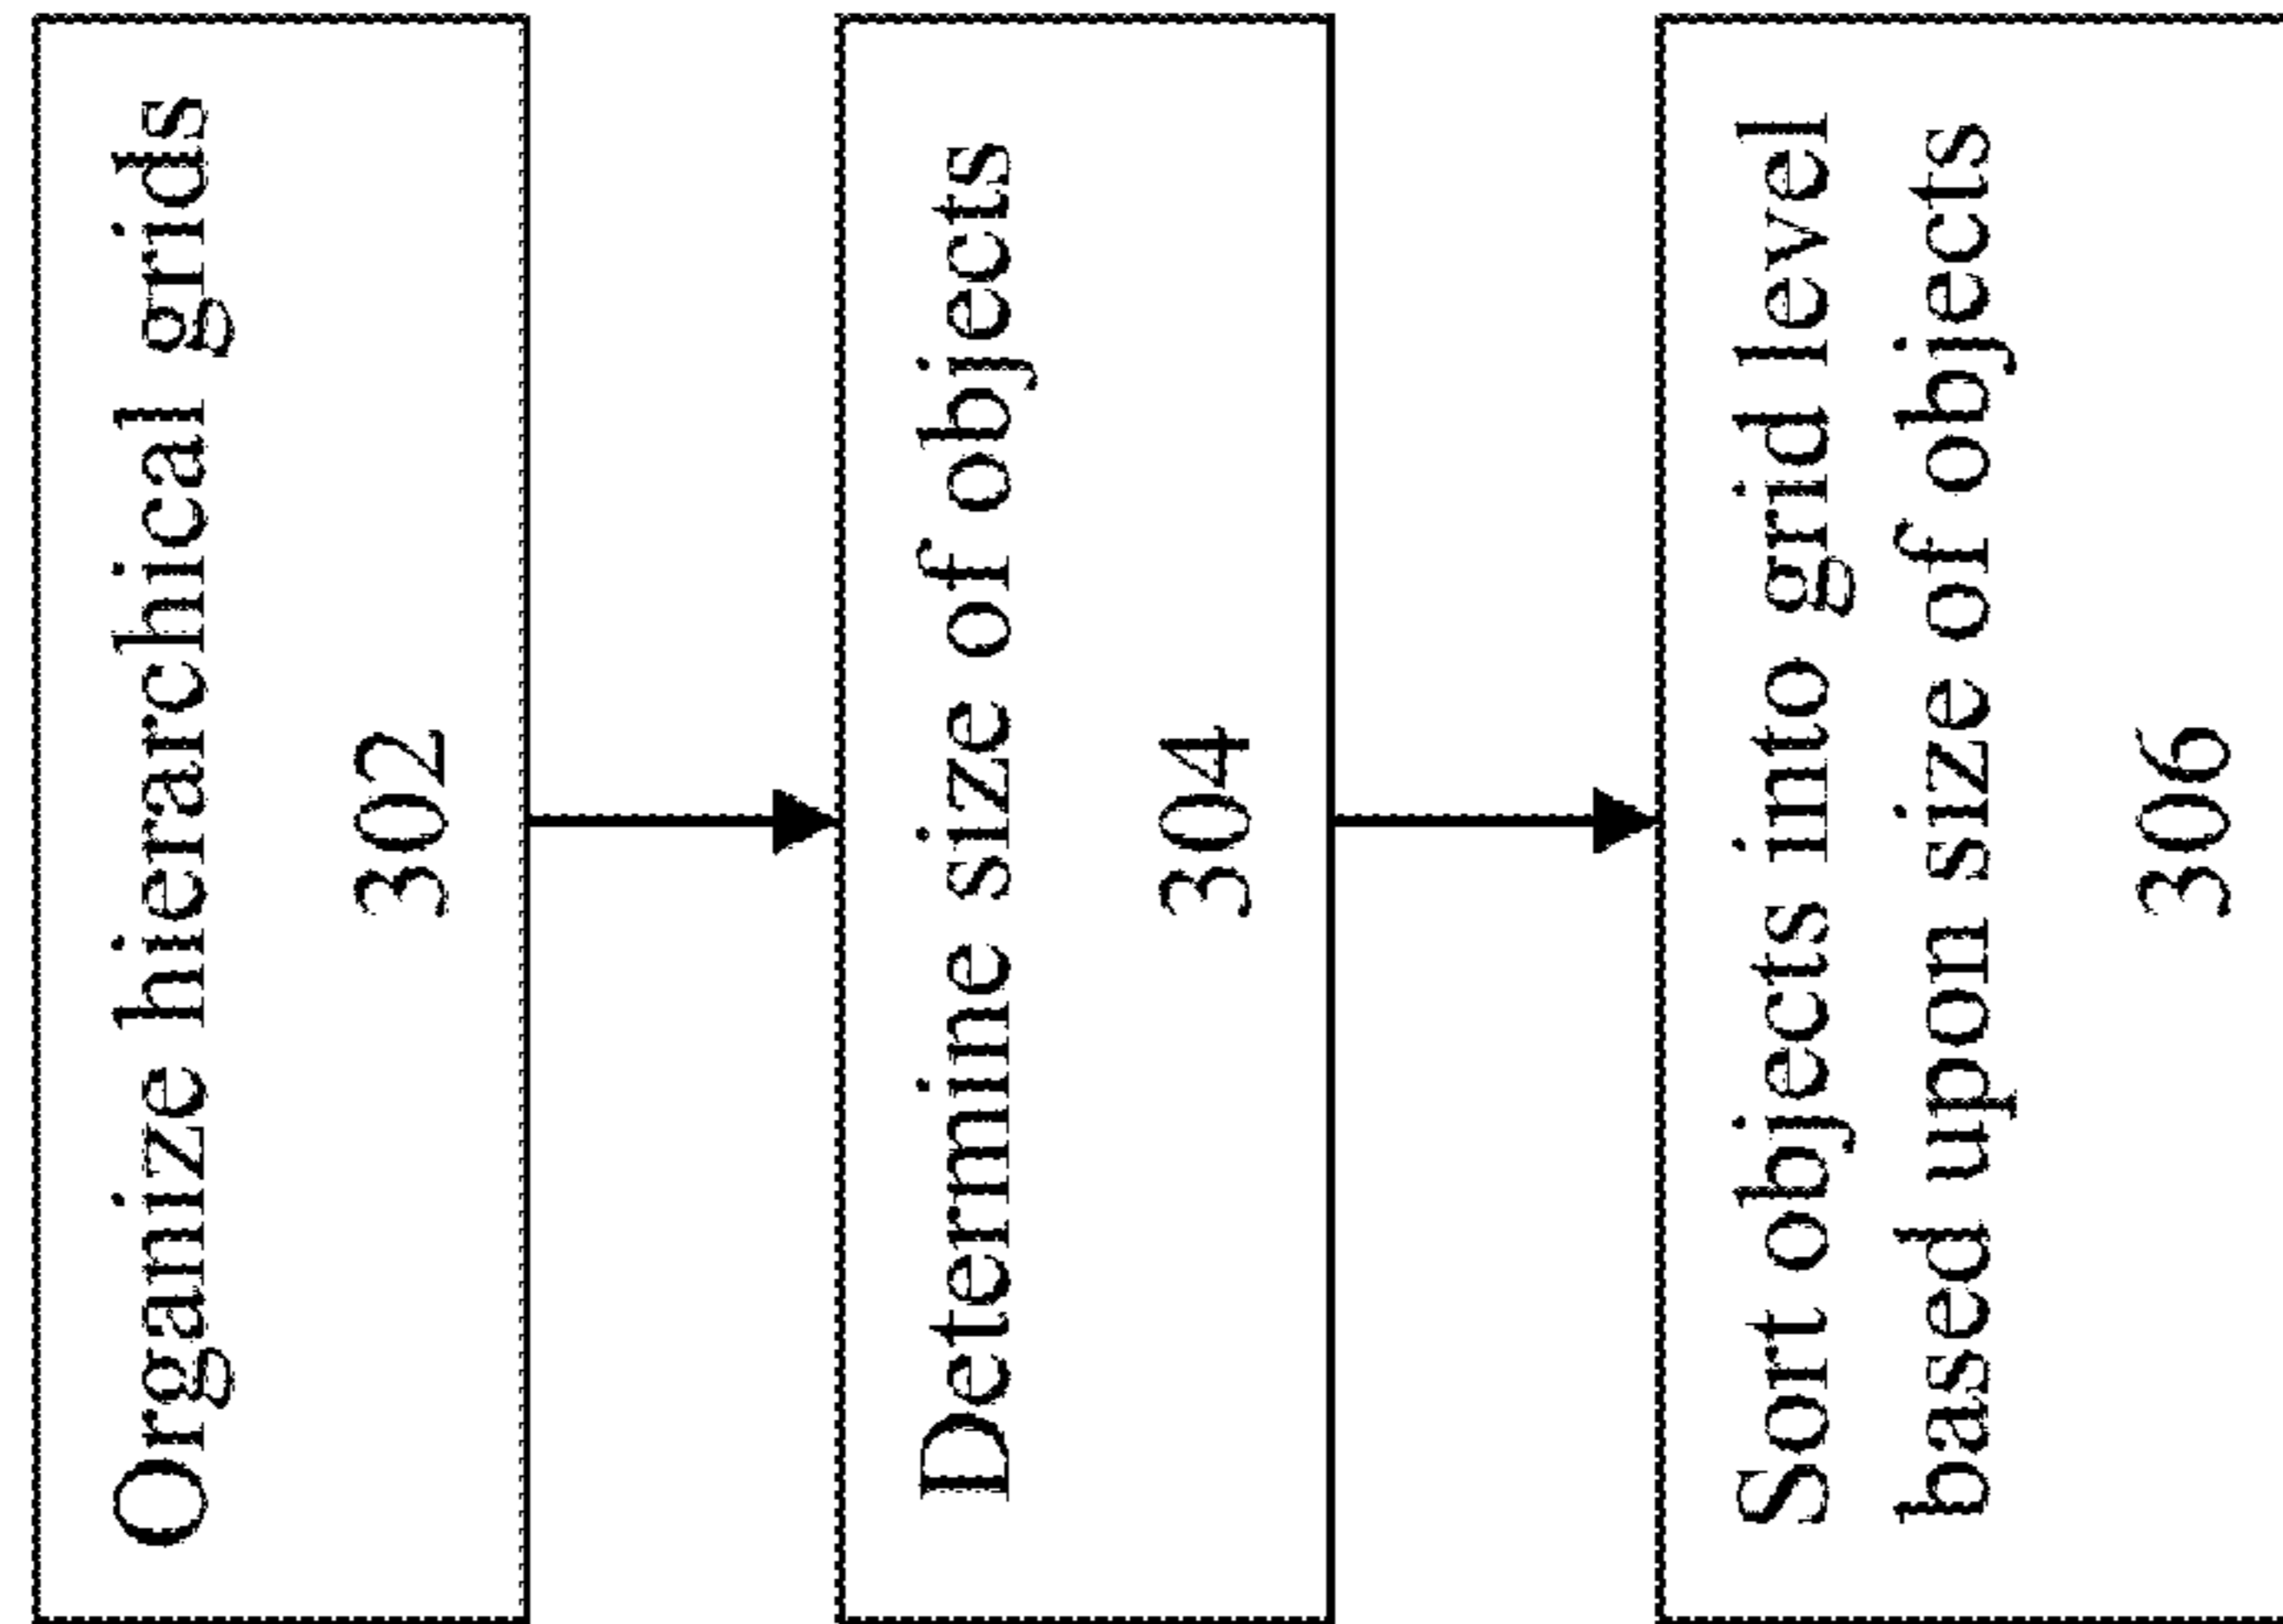 Organize hierarchical grids
302
Determine size of objects
304
Sort objects into grid level
based upon size of objects
306